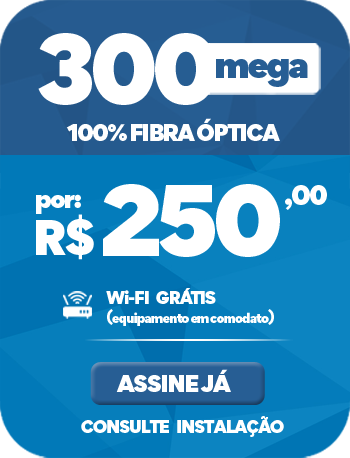 300 mega
100% FIBRA ÓPTICA
por:
R$ 250,00
Wi-FI GRÁTIS
(equipamento em comodato)
ASSINE JÁ
CONSULTE INSTALAÇÃO